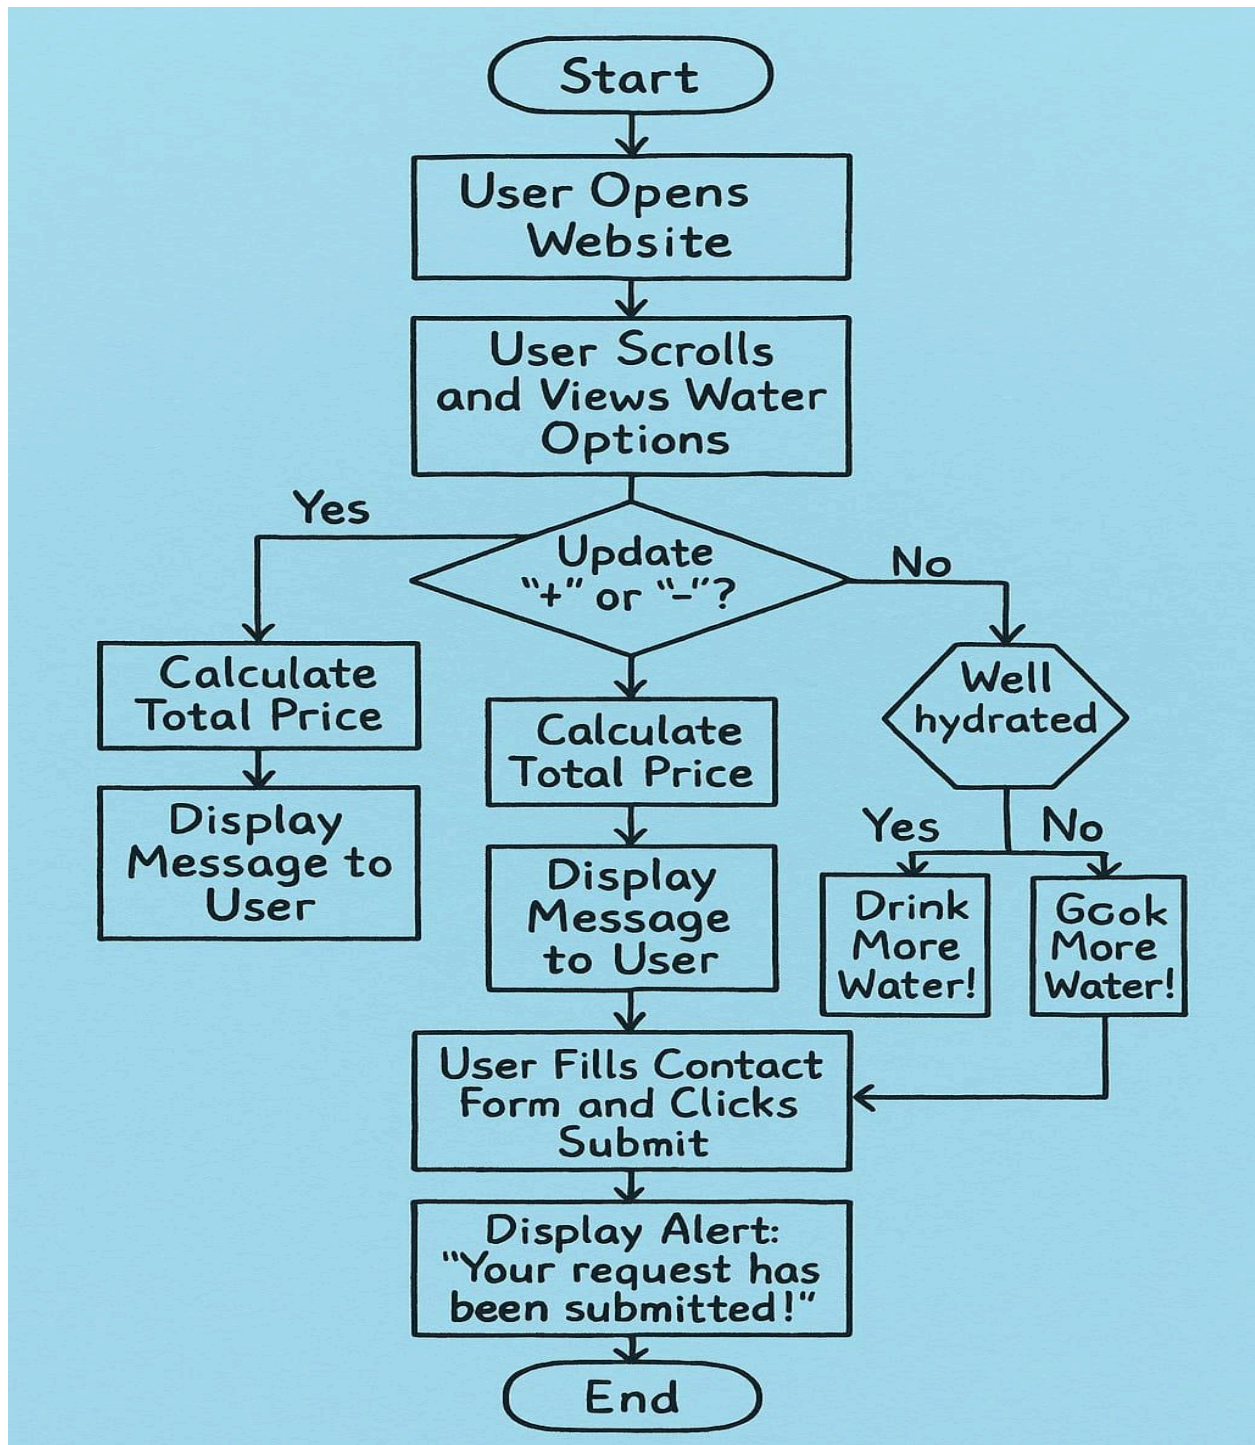 Start
User Opens
Website
User Scrolls
and Views Water
Options
Yes
Update
"+" or "-"?
No
Calculate
Total Price
Display
Message to
User
Calculate
Total Price
Display
Message
to User
Well
hydrated
Yes
No
Drink
More
Water!
Gcok
More
Water!
User Fills Contact
Form and Clicks
Submit
Display Alert:
"Your request has
been submitted!"
End